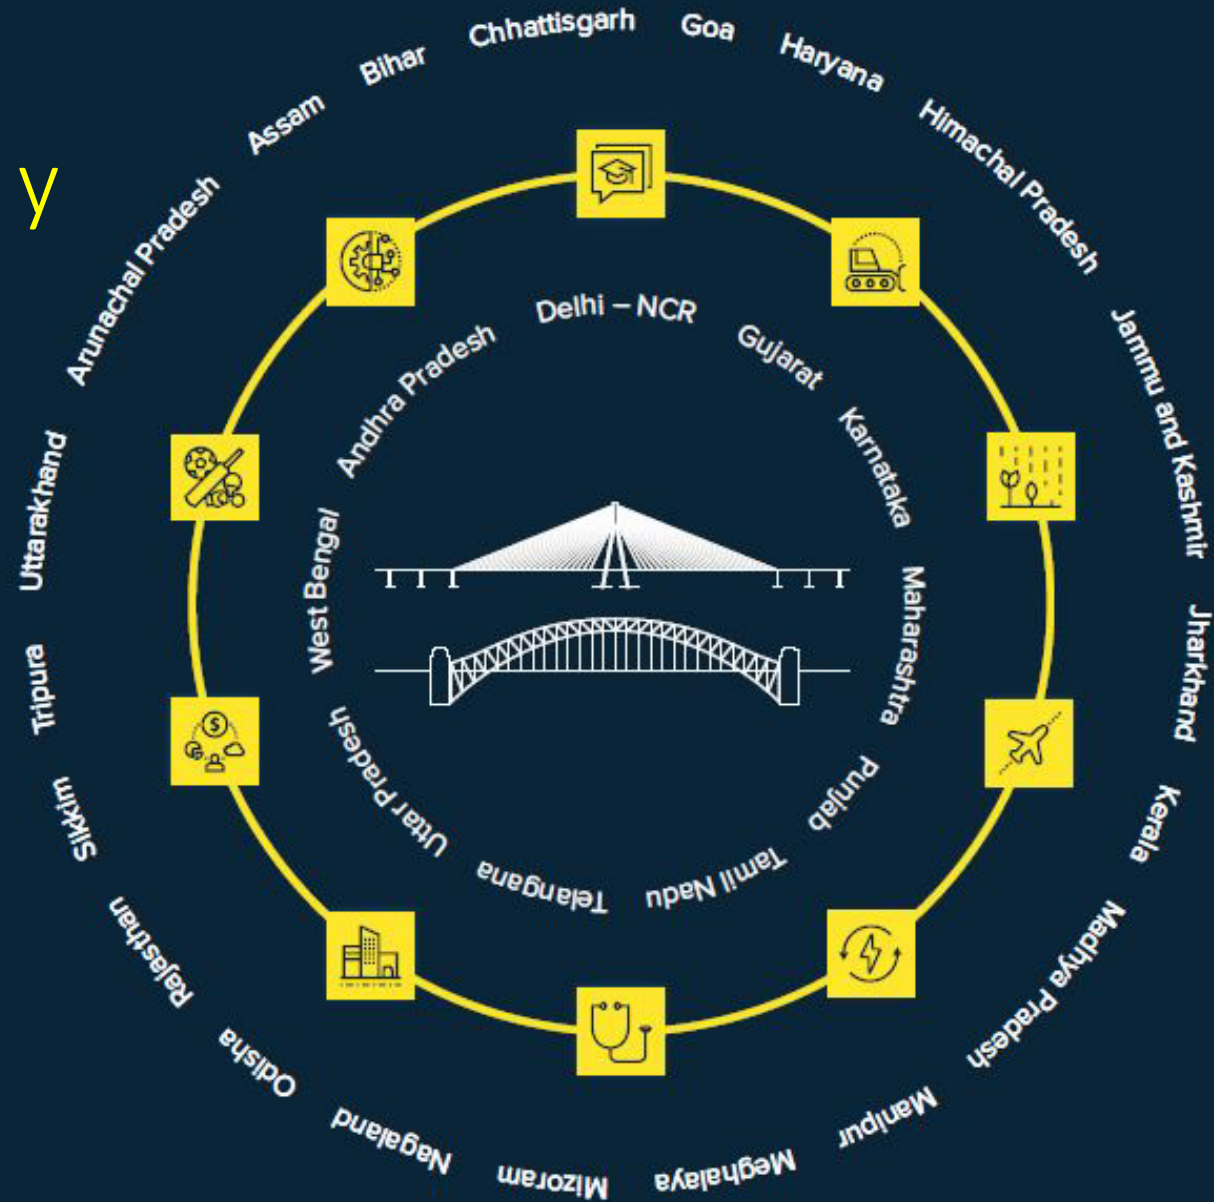 y
Chhattisgarh
Goa
Haryana
Himachal Pradesh
Jammu and Kashmir
Jharkhand
Kerala
Madhya Pradesh
Manipur
Meghalaya
Mizoram
Nagaland
Odisha
Rajasthan
Sikkim
Tripura
Uttarakhand
Arunachal Pradesh
Assam
Bihar
Delhi – NCR
Gujarat
Karnataka
Maharashtra
Punjab
Tamil Nadu
Telangana
Uttar Pradesh
West Bengal
Andhra Pradesh
$